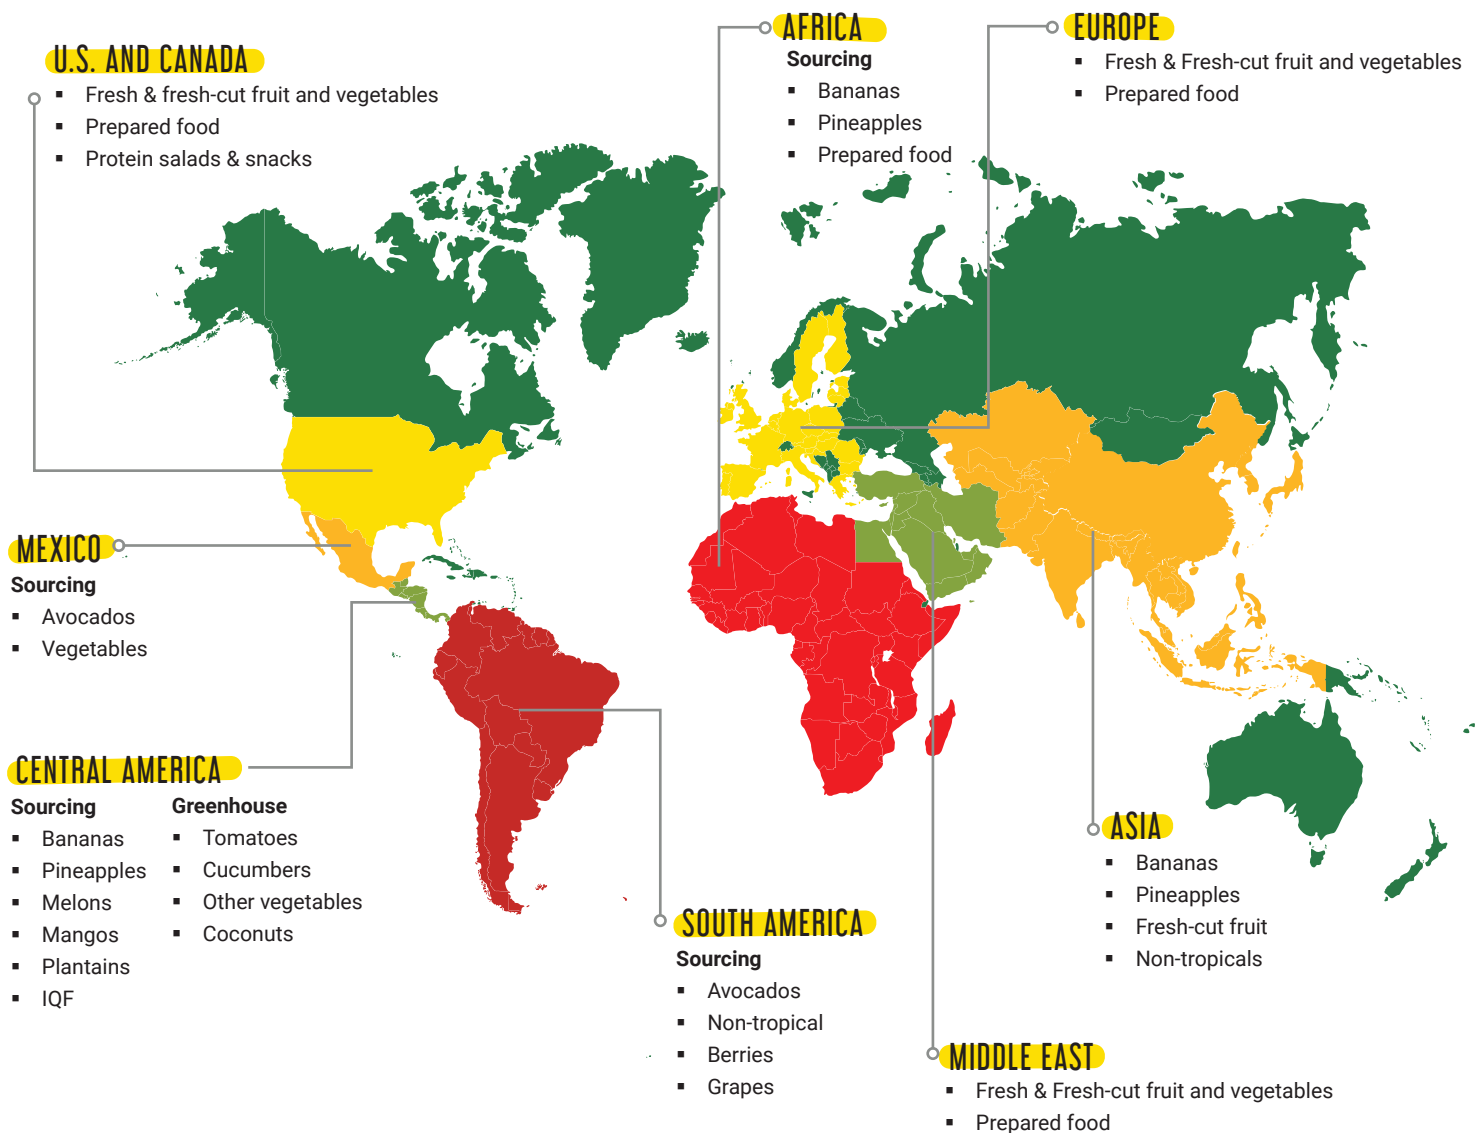 U.S. AND CANADA
▪ Fresh & fresh-cut fruit and vegetables
▪ Prepared food
▪ Protein salads & snacks
AFRICA
Sourcing
▪ Bananas
▪ Pineapples
▪ Prepared food
EUROPE
▪ Fresh & Fresh-cut fruit and vegetables
▪ Prepared food
MEXICO
Sourcing
▪ Avocados
▪ Vegetables
CENTRAL AMERICA
Sourcing
▪ Bananas
▪ Pineapples
▪ Melons
▪ Mangos
▪ Plantains
▪ IQF
Greenhouse
▪ Tomatoes
▪ Cucumbers
▪ Other vegetables
▪ Coconuts
SOUTH AMERICA
Sourcing
▪ Avocados
▪ Non-tropical
▪ Berries
▪ Grapes
ASIA
▪ Bananas
▪ Pineapples
▪ Fresh-cut fruit
▪ Non-tropicals
MIDDLE EAST
▪ Fresh & Fresh-cut fruit and vegetables
▪ Prepared food